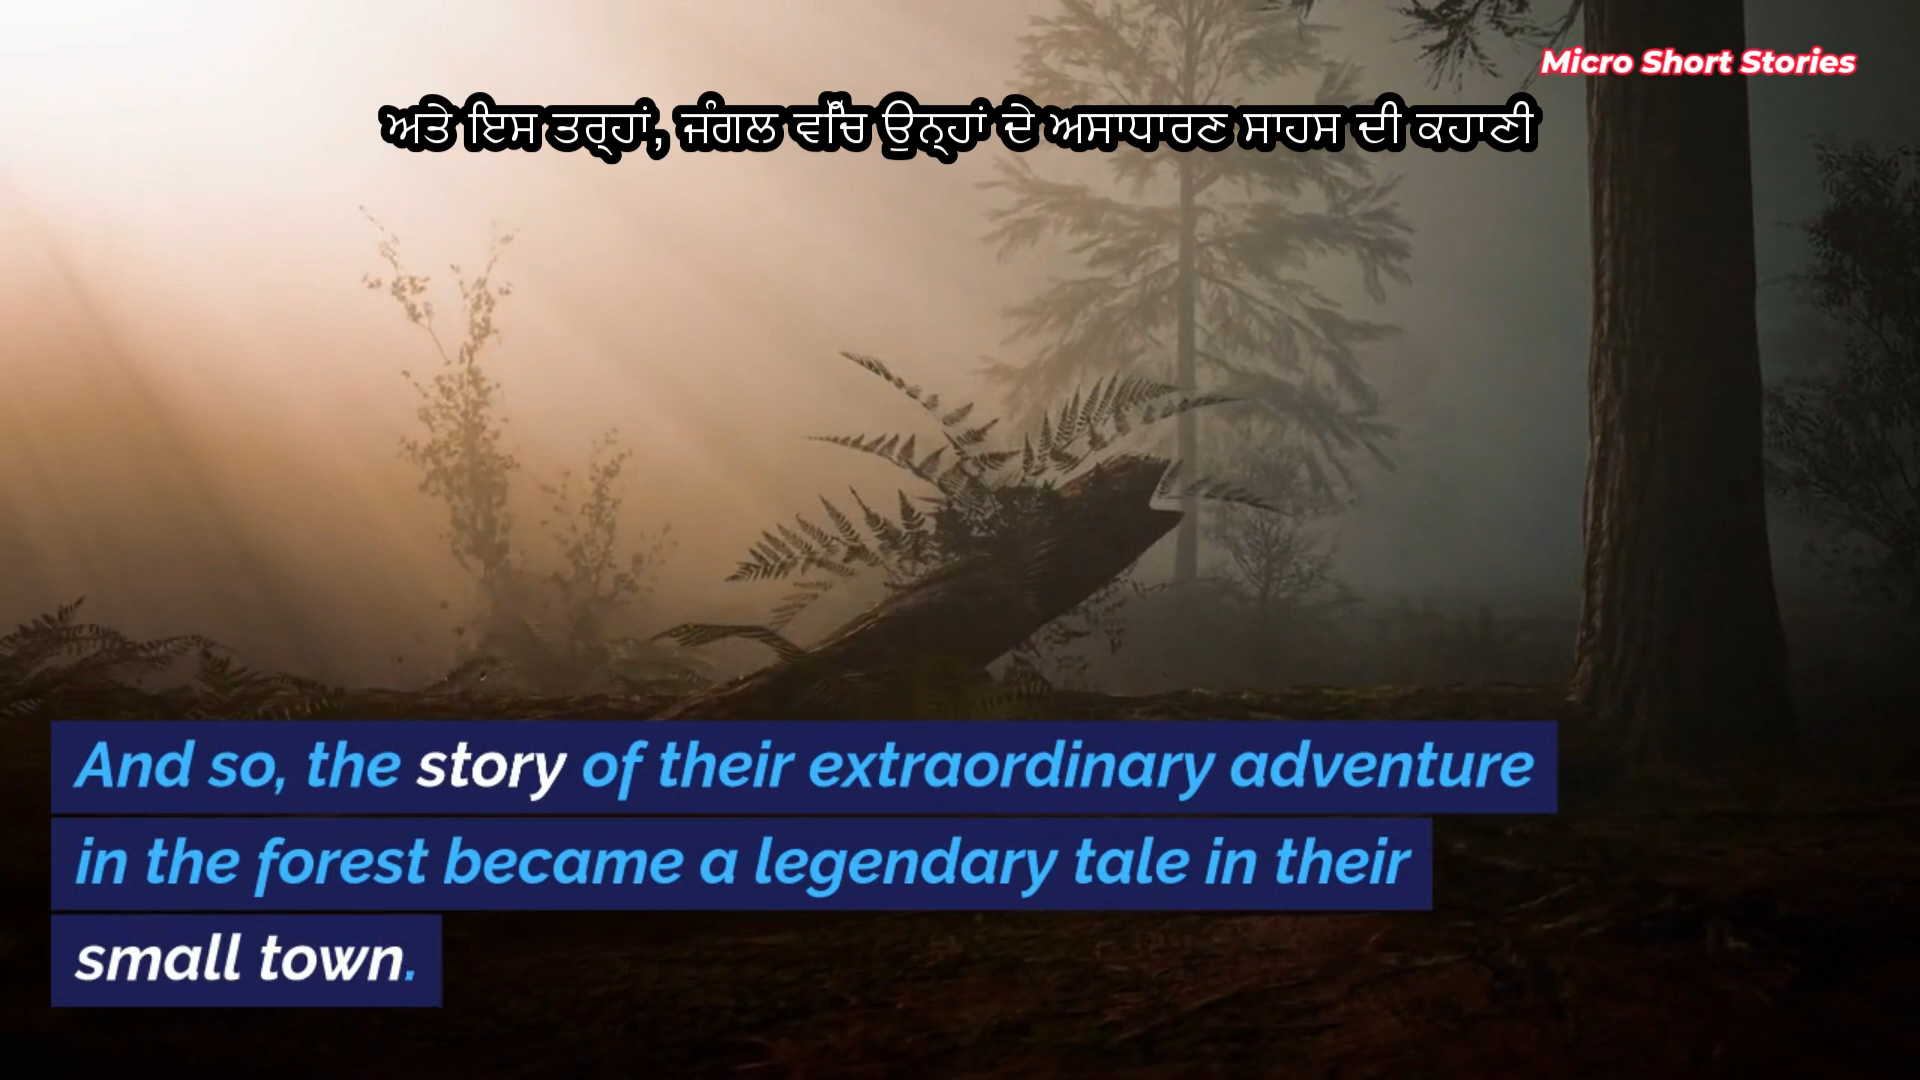 Micro Short Stories
ਅਤੇ ਇਸ ਤਰ੍ਹਾਂ, ਜੰਗਲ ਵਿੱਚ ਉਨ੍ਹਾਂ ਦੇ ਅਸਾਧਾਰਣ ਸਾਹਸ ਦੀ ਕਹਾਣੀ
And so, the story of their extraordinary adventure
in the forest became a legendary tale in their
small town.